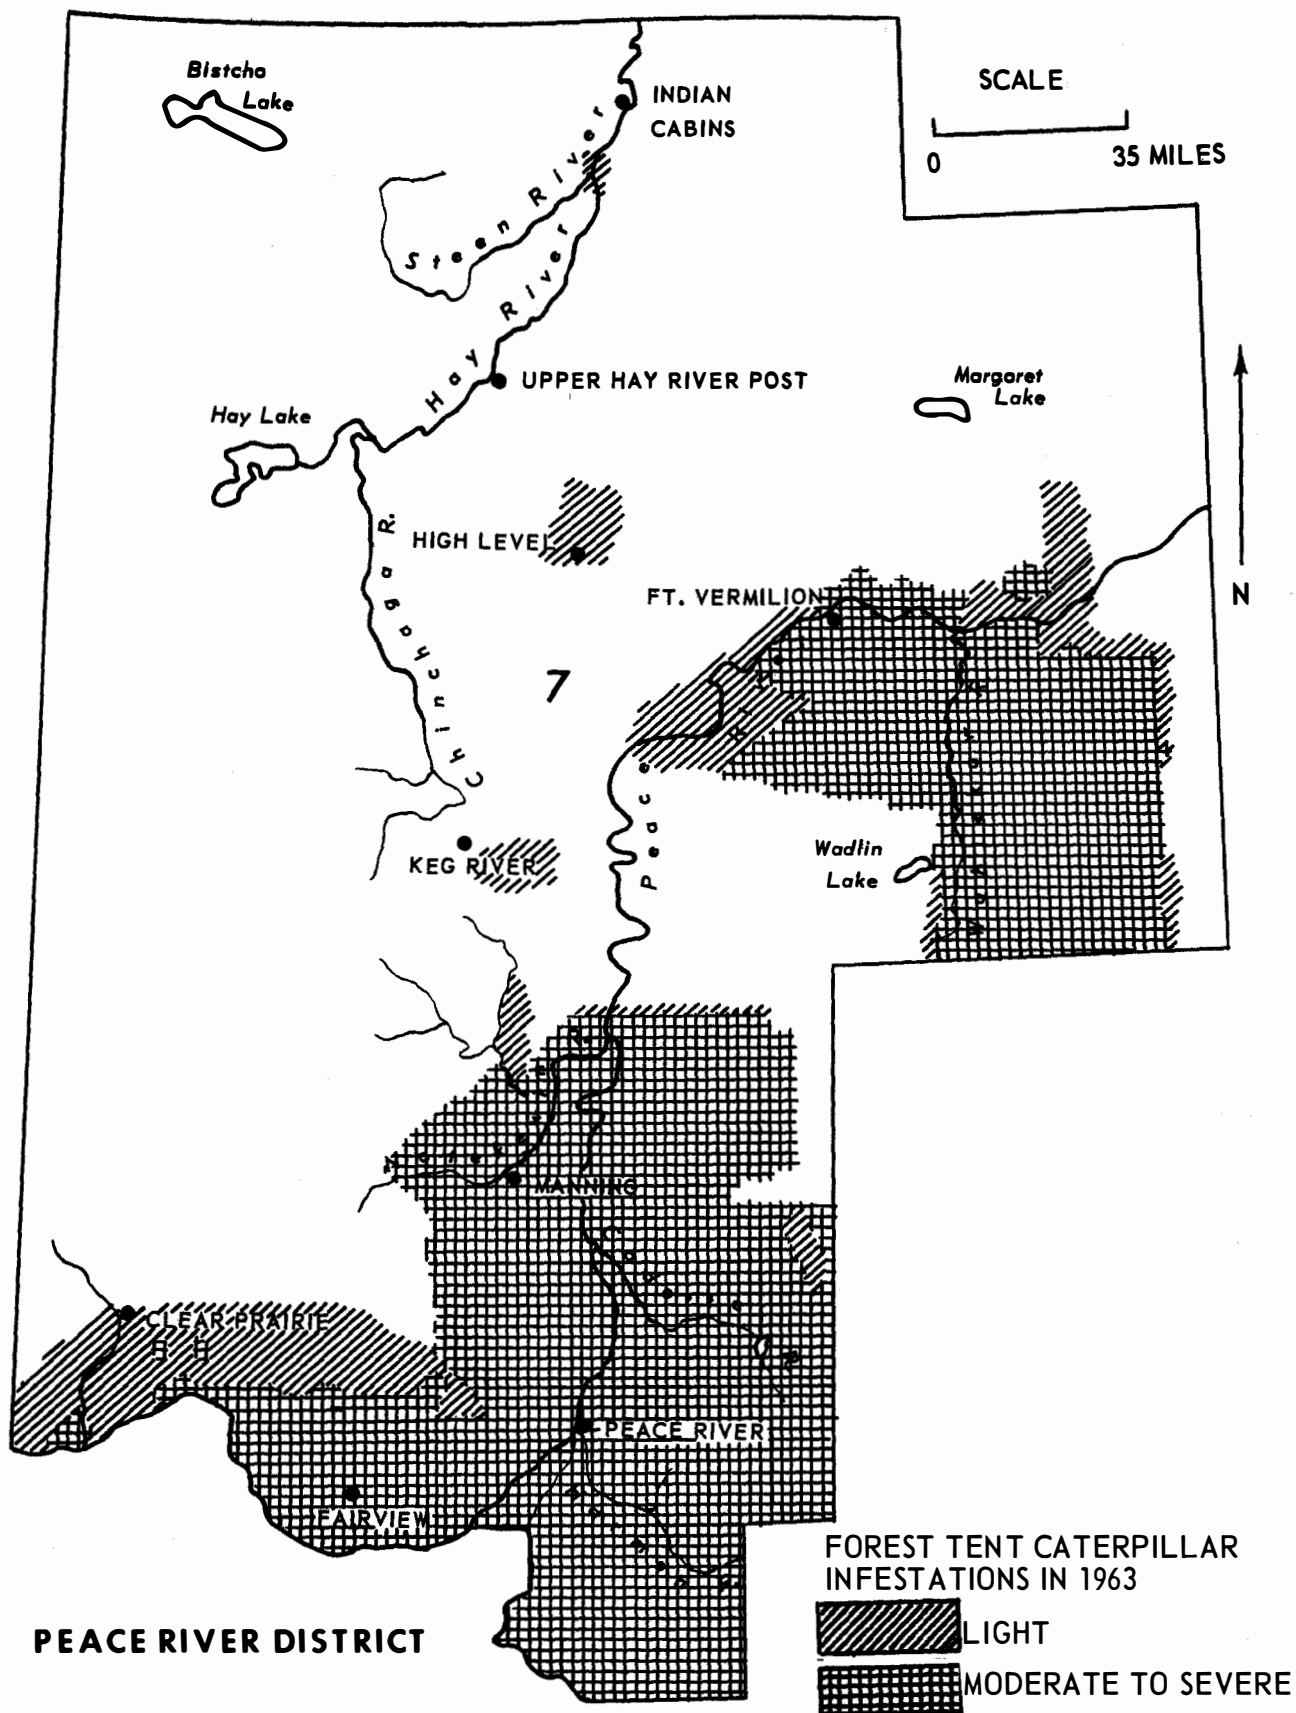 Bistcho
Lake
INDIAN
CABINS
SCALE
0 35 MILES
Steen River
Hay River
UPPER HAY RIVER POST
Margaret
Lake
Hay Lake
Chinchaga R.
HIGH LEVEL
FT. VERMILION
N
7
Peace
Wadlin
Lake
KEG RIVER
MANNING
CLEAR PRAIRIE
PEACE RIVER
FAIRVIEW
FOREST TENT CATERPILLAR
INFESTATIONS IN 1963
LIGHT
MODERATE TO SEVERE
PEACE RIVER DISTRICT